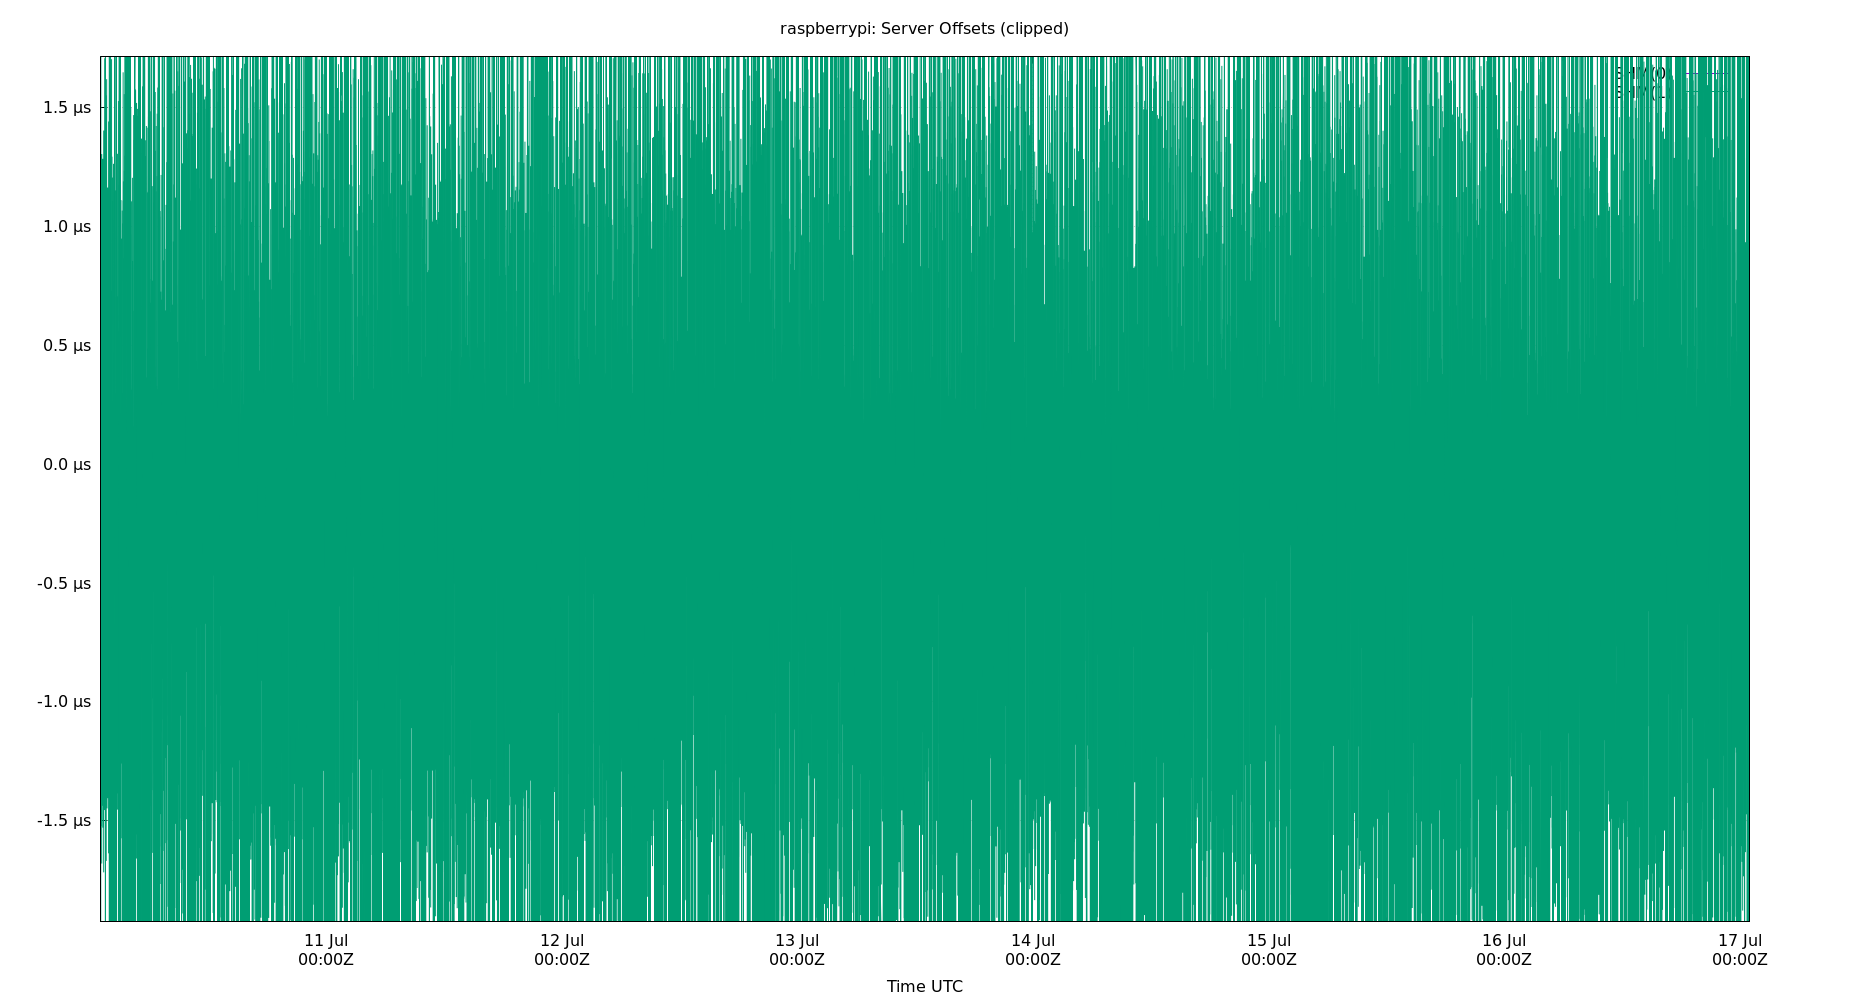 raspberrypi: Server Offsets (clipped)
1.5 µs
1.0 µs
0.5 µs
0.0 µs
-0.5 µs
-1.0 µs
-1.5 µs
11 Jul 12 Jul 13 Jul 14 Jul 15 Jul 16 Jul 17 Jul
00:00Z 00:00Z 00:00Z 00:00Z 00:00Z 00:00Z 00:00Z
Time UTC